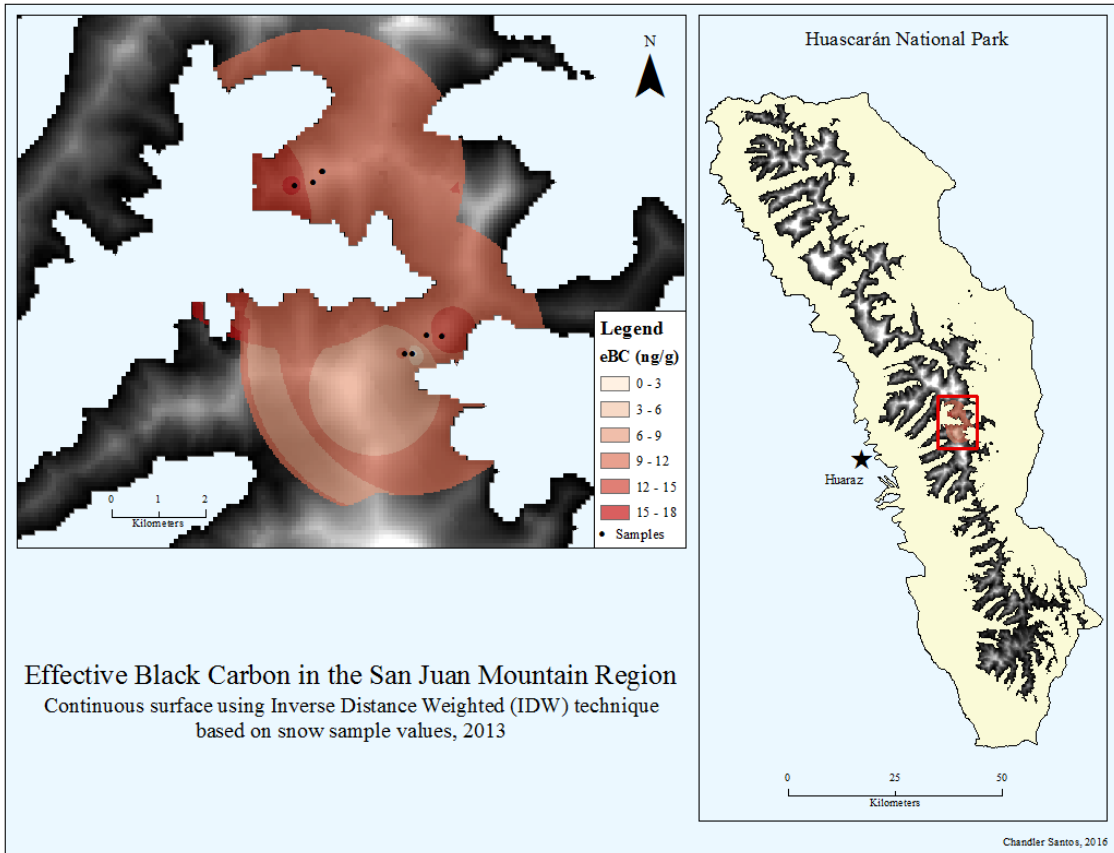 N
Legend
eBC (ng/g)
0 - 3
3 - 6
6 - 9
9 - 12
12 - 15
15 - 18
Samples
0 1 2
Kilometers
Effective Black Carbon in the San Juan Mountain Region
Continuous surface using Inverse Distance Weighted (IDW) technique
based on snow sample values, 2013
Huascarán National Park
Huaraz
0 25 50
Kilometers
Chandler Santos, 2016